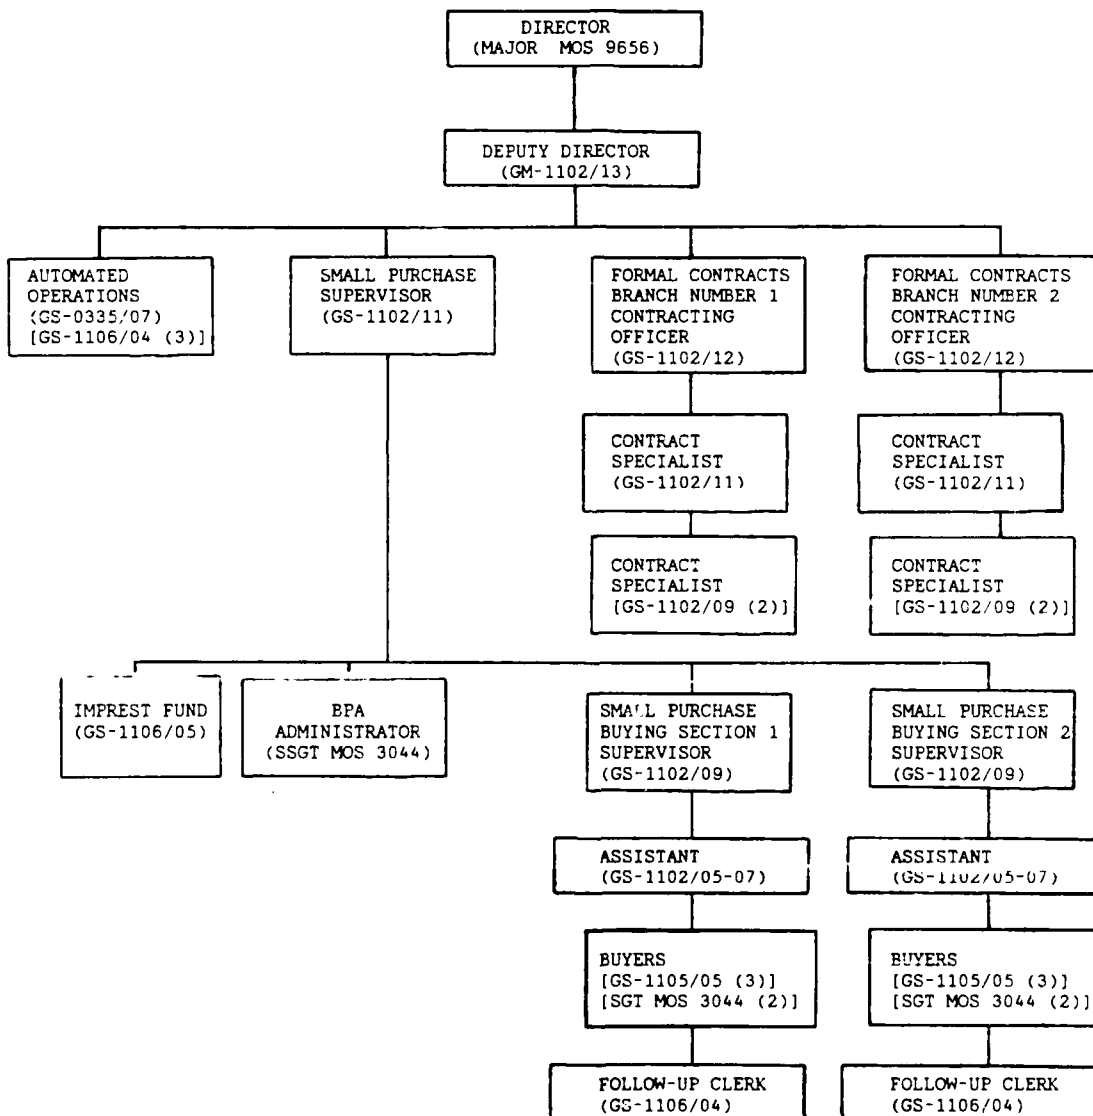 DIRECTOR
(MAJOR MOS 9656)
DEPUTY DIRECTOR
(GM-1102/13)
AUTOMATED
OPERATIONS
(GS-0335/07)
[GS-1106/04 (3)]
SMALL PURCHASE
SUPERVISOR
(GS-1102/11)
FORMAL CONTRACTS
BRANCH NUMBER 1
CONTRACTING
OFFICER
(GS-1102/12)
FORMAL CONTRACTS
BRANCH NUMBER 2
CONTRACTING
OFFICER
(GS-1102/12)
CONTRACT
SPECIALIST
(GS-1102/11)
CONTRACT
SPECIALIST
(GS-1102/11)
CONTRACT
SPECIALIST
[GS-1102/09 (2)]
CONTRACT
SPECIALIST
[GS-1102/09 (2)]
IMPREST FUND
(GS-1106/05)
BPA
ADMINISTRATOR
(SSGT MOS 3044)
SMALL PURCHASE
BUYING SECTION 1
SUPERVISOR
(GS-1102/09)
SMALL PURCHASE
BUYING SECTION 2
SUPERVISOR
(GS-1102/09)
ASSISTANT
(GS-1102/05-07)
ASSISTANT
(GS-1102/05-07)
BUYERS
[GS-1105/05 (3)]
[SGT MOS 3044 (2)]
BUYERS
[GS-1105/05 (3)]
[SGT MOS 3044 (2)]
FOLLOW-UP CLERK
(GS-1106/04)
FOLLOW-UP CLERK
(GS-1106/04)